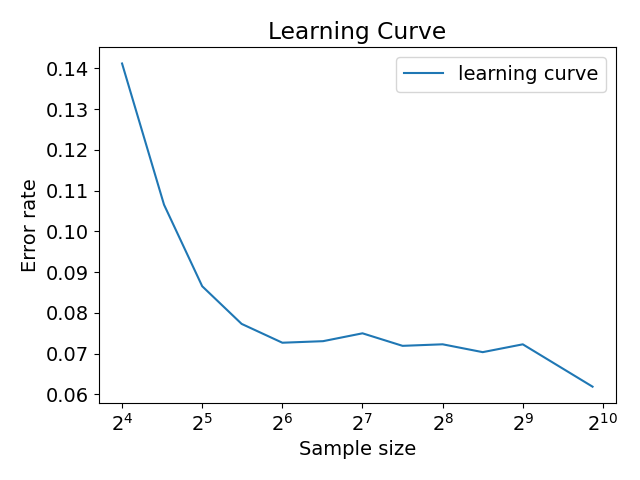 Learning Curve
learning curve
Error rate
0.14
0.13
0.12
0.11
0.10
0.09
0.08
0.07
0.06
2⁴ 2⁵ 2⁶ 2⁷ 2⁸ 2⁹ 2¹⁰
Sample size